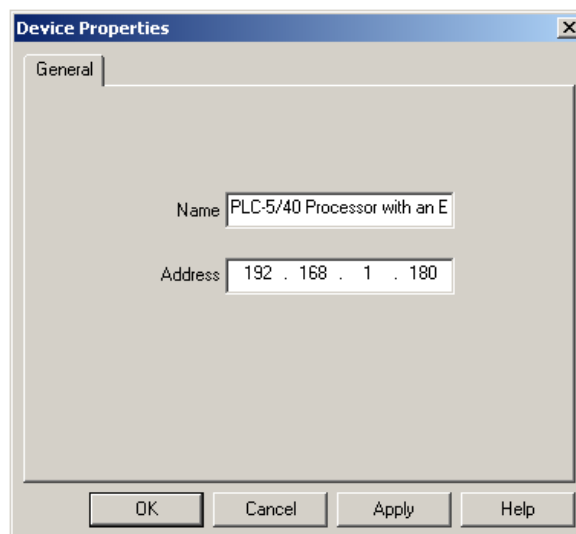 Device Properties
General
Name PLC-5/40 Processor with an E
Address 192 . 168 . 1 . 180
OK Cancel Apply Help